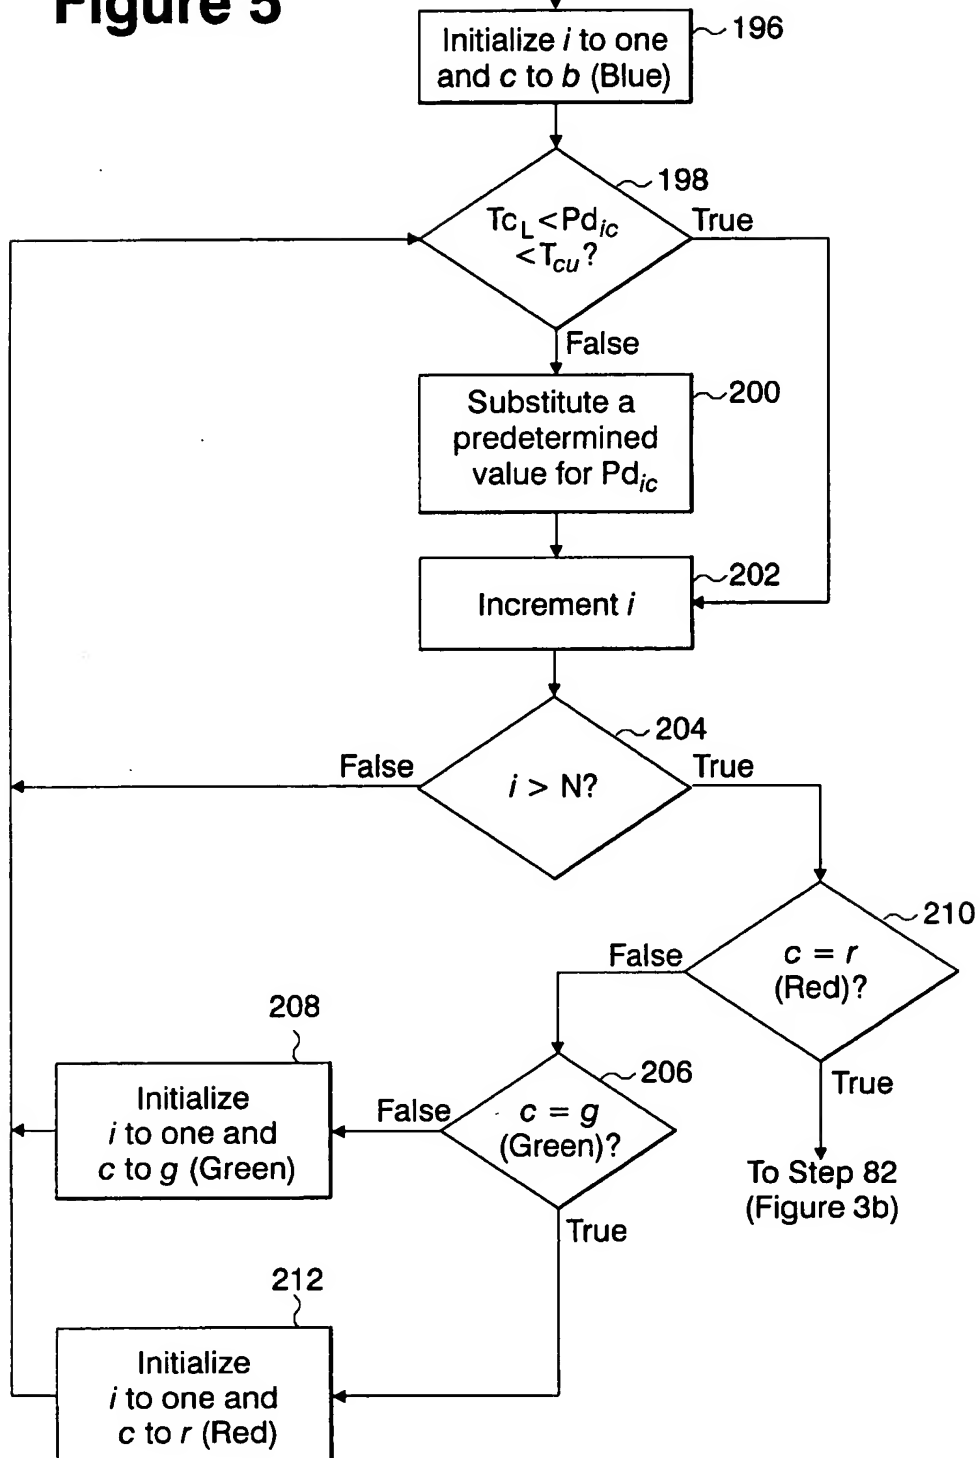 Figure 5
Initialize i to one
and c to b (Blue)
196
198
TcL<Pdic
<Tcu?
True
False
Substitute a
predetermined
value for Pdic
200
Increment i
202
204
i > N?
False
True
210
c = r
(Red)?
False
True
206
c = g
(Green)?
False
True
208
Initialize
i to one and
c to g (Green)
To Step 82
(Figure 3b)
212
Initialize
i to one and
c to r (Red)